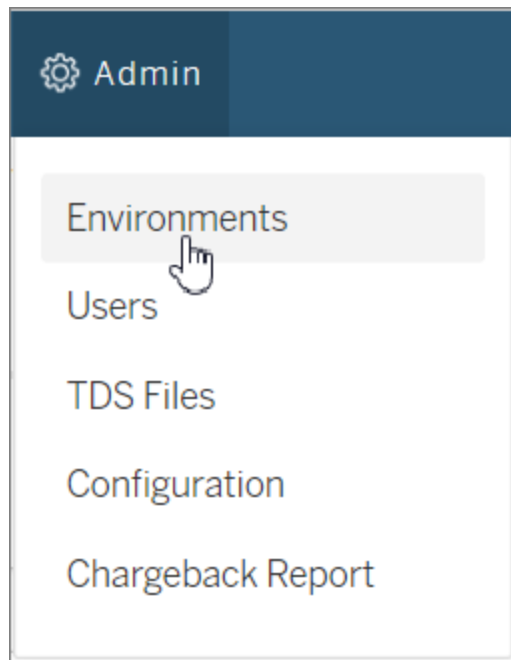 Admin
Environments
Users
TDS Files
Configuration
Chargeback Report